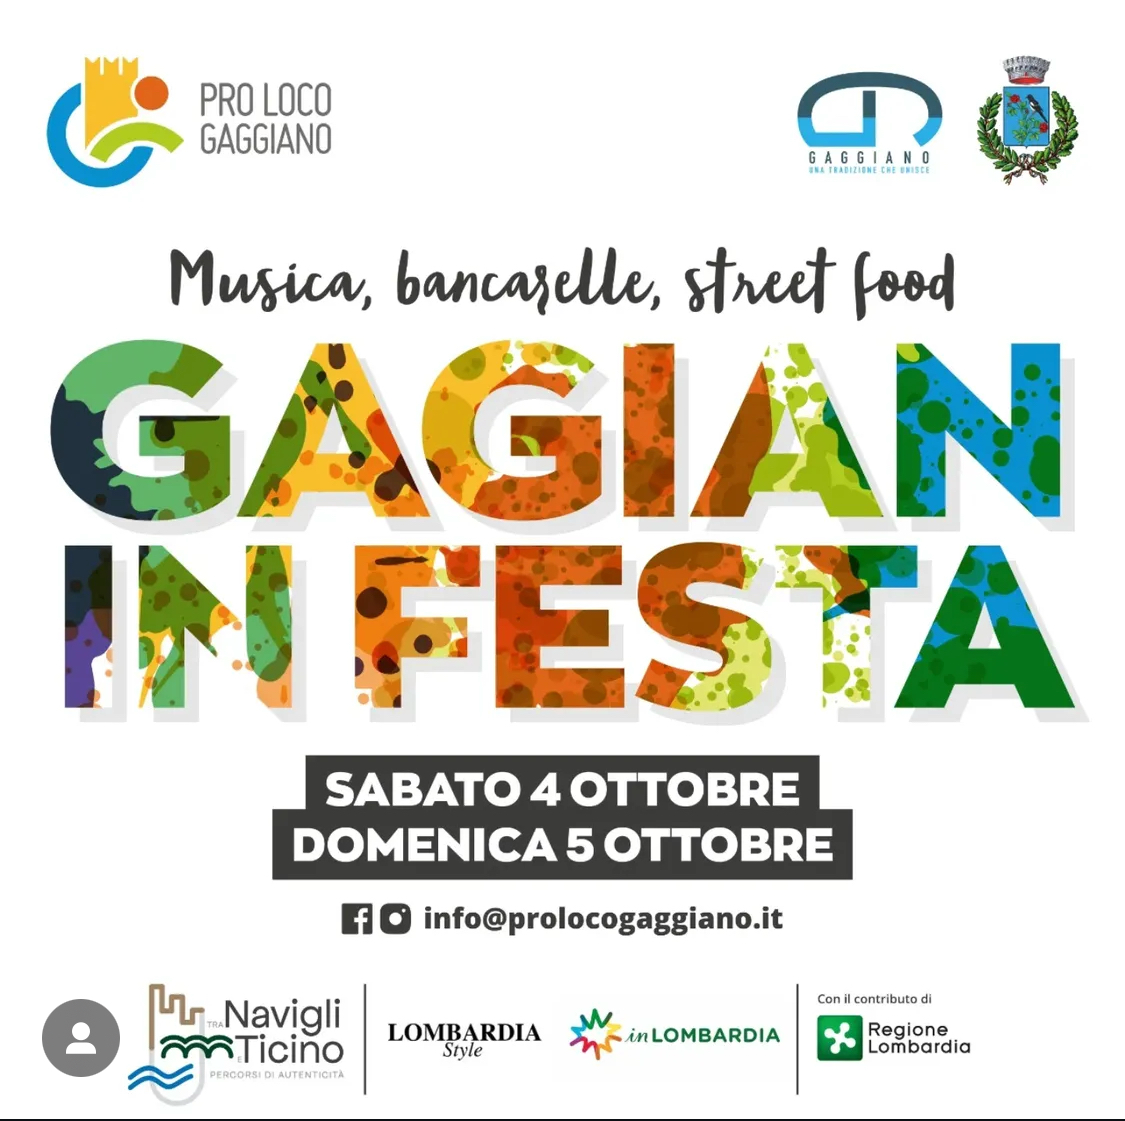 PRO LOCO
GAGGIANO
GAGGIANO
UNA TRADIZIONE CHE UNISCE
Musica, bancarelle, street food
GAGIAN
IN FESTA
SABATO 4 OTTOBRE
DOMENICA 5 OTTOBRE
info@prolocogaggiano.it
TRA Navigli
E Ticino
PERCORSI DI AUTENTICITÀ
LOMBARDIA
Style
in LOMBARDIA
Con il contributo di
Regione
Lombardia